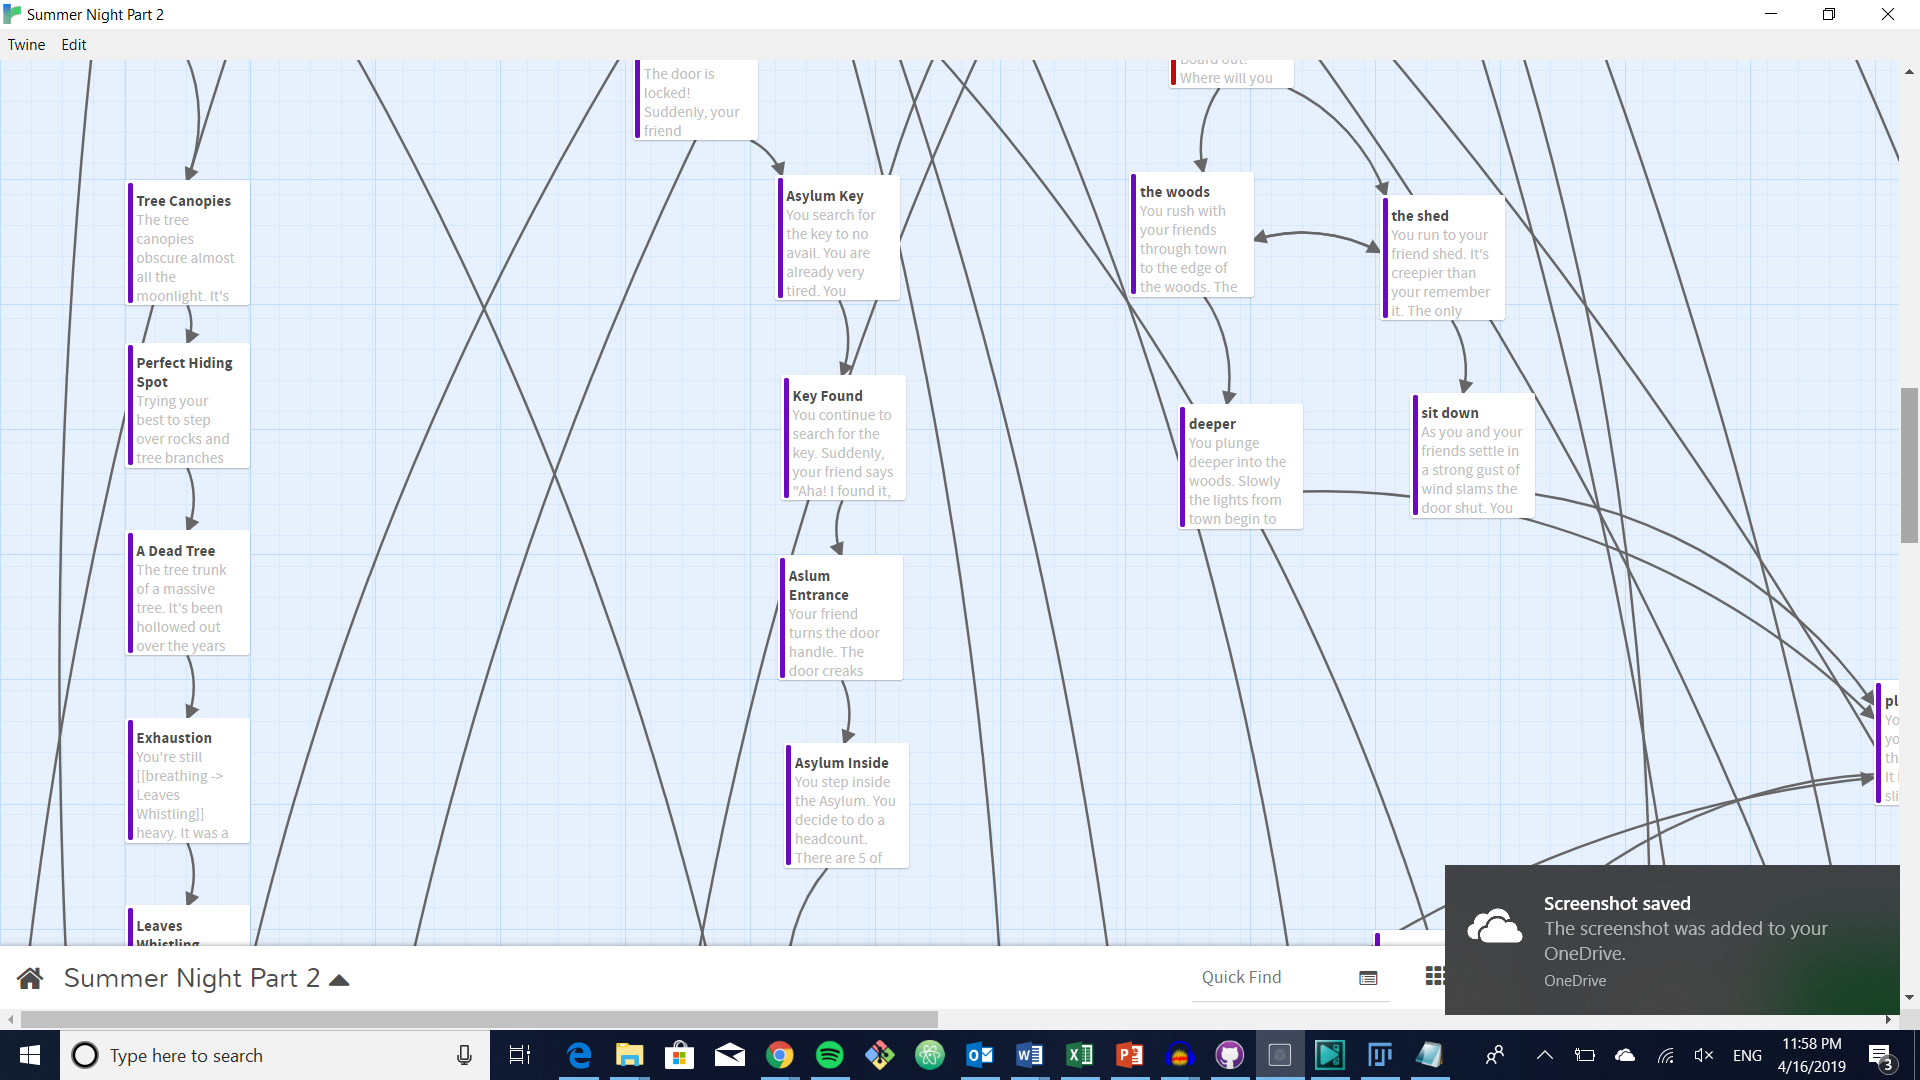 Summer Night Part 2
Twine Edit
The door is
locked!
Suddenly, your
friend
Where will you
Tree Canopies
The tree
canopies
obscure almost
all the
moonlight. It's
Perfect Hiding
Spot
Trying your
best to step
over rocks and
tree branches
A Dead Tree
The tree trunk
of a massive
tree. It's been
hollowed out
over the years
Exhaustion
You're still
[[breathing ->
Leaves
Whistling]]
heavy. It was a
Leaves
Whistling
Asylum Key
You search for
the key to no
avail. You are
already very
tired. You
Key Found
You continue to
search for the
key. Suddenly,
your friend says
"Aha! I found it,
Aslum
Entrance
Your friend
turns the door
handle. The
door creaks
Asylum Inside
You step inside
the Asylum. You
decide to do a
headcount.
There are 5 of
the woods
You rush with
your friends
through town
to the edge of
the woods. The
the shed
You run to your
friend shed. It's
creepier than
your remember
it. The only
deeper
You plunge
deeper into the
woods. Slowly
the lights from
town begin to
sit down
As you and your
friends settle in
a strong gust of
wind slams the
door shut. You
Summer Night Part 2
Quick Find
Screenshot saved
The screenshot was added to your
OneDrive.
OneDrive
Type here to search
ENG
11:58 PM
4/16/2019
3